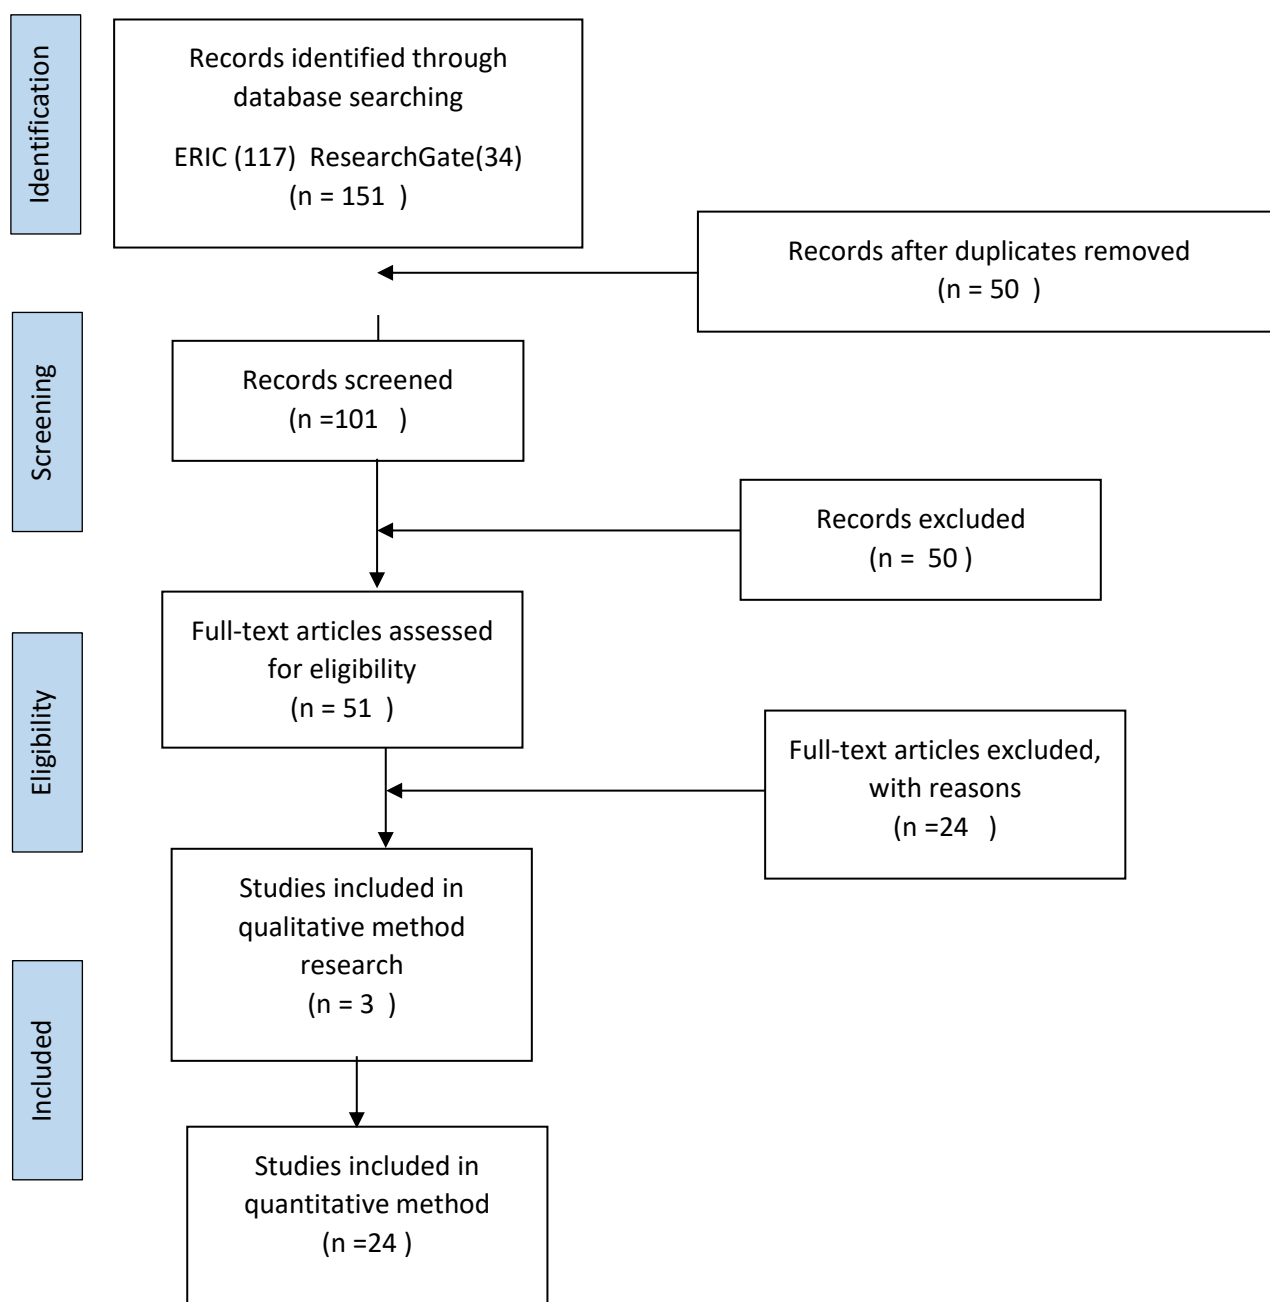 Identification
Records identified through
database searching
ERIC (117)  ResearchGate(34)
(n = 151   )
Records after duplicates removed
(n = 50   )
Screening
Records screened
(n =101   )
Records excluded
(n =  50 )
Eligibility
Full-text articles assessed
for eligibility
(n = 51   )
Full-text articles excluded,
with reasons
(n =24   )
Included
Studies included in
qualitative method
research
(n = 3   )
Studies included in
quantitative method
(n =24 )